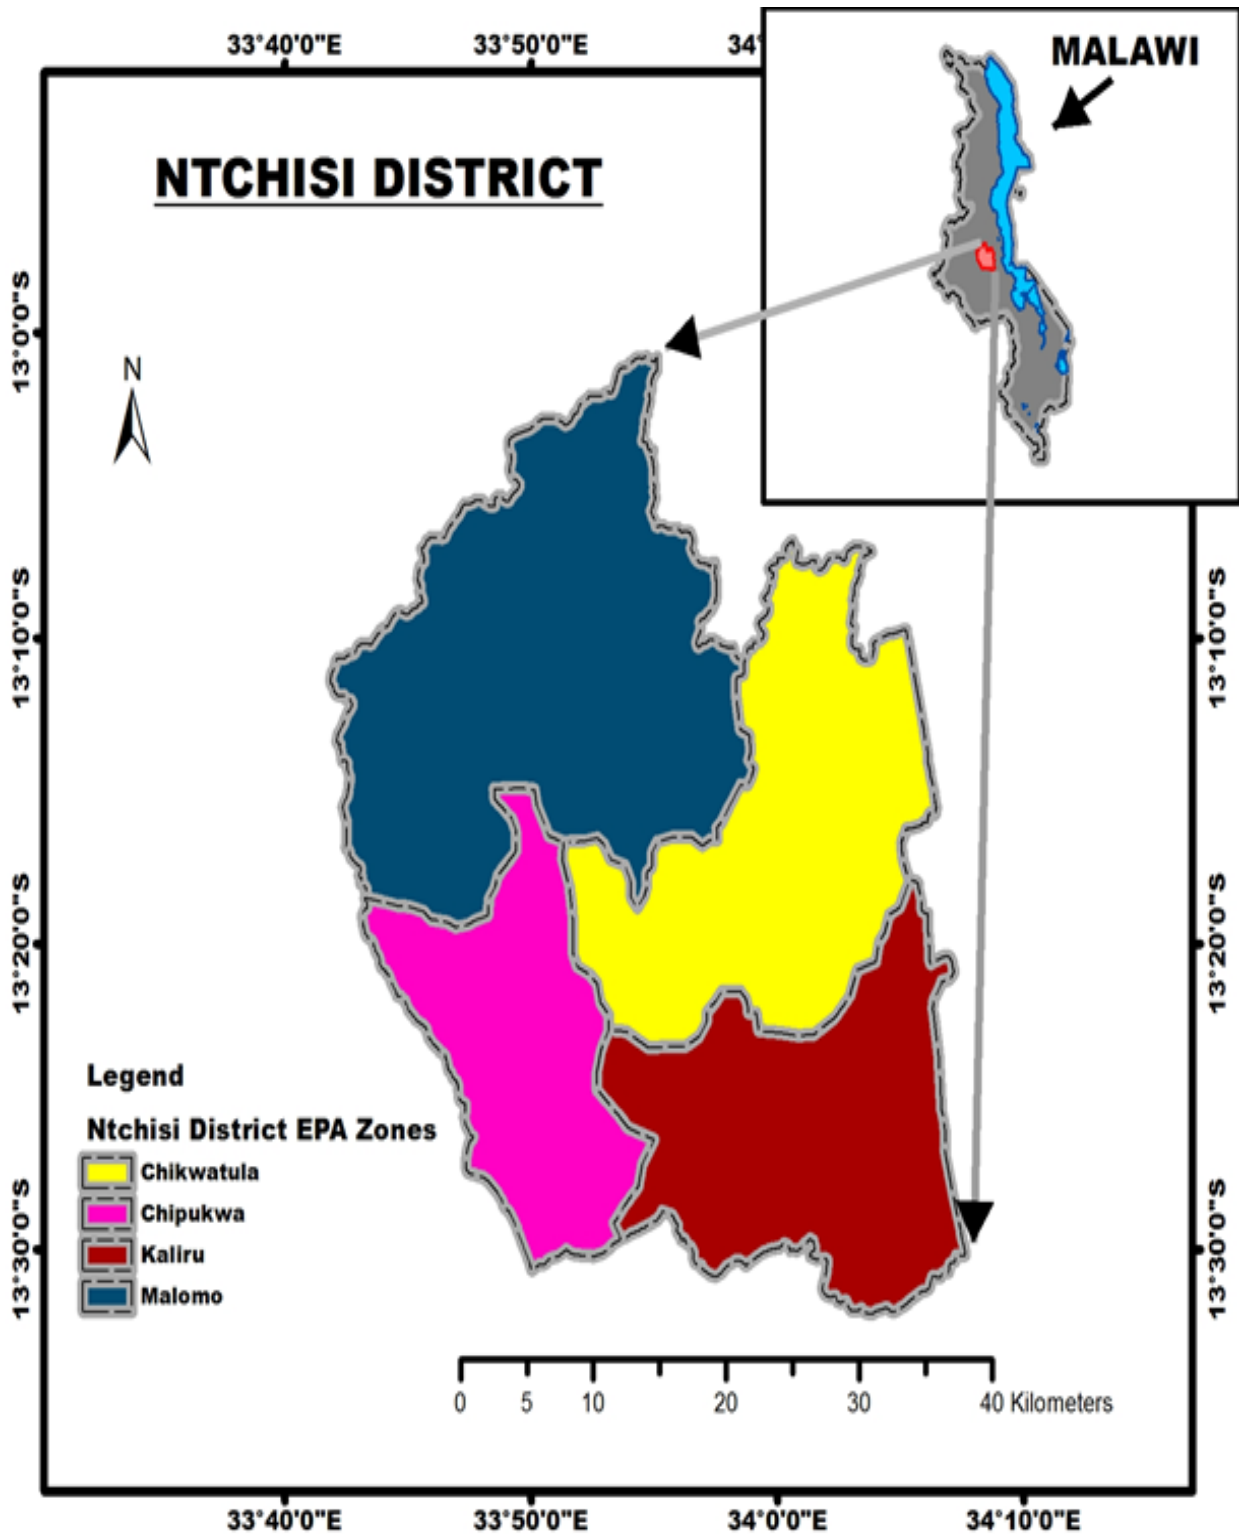 33°40'0"E 33°50'0"E 34°
MALAWI
NTCHISI DISTRICT
13°0'0"S
N
13°10'0"S 13°10'0"S
13°20'0"S 13°20'0"S
Legend
Ntchisi District EPA Zones
Chikwatula
Chipukwa
Kaliru
Malomo
13°30'0"S 13°30'0"S
0 5 10 20 30 40 Kilometers
33°40'0"E 33°50'0"E 34°0'0"E 34°10'0"E